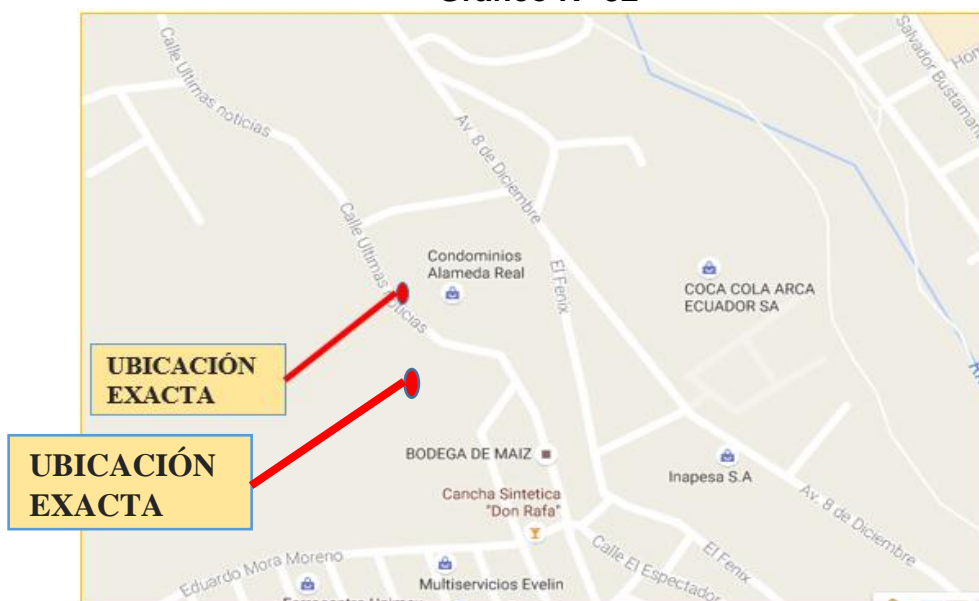 Calle Ultimas noticias
Av. 8 de Diciembre
Salvador
Calle Ultimas noticias
Condominios
Alameda Real
El Fenix
COCA COLA ARCA
ECUADOR SA
UBICACIÓN
EXACTA
UBICACIÓN
EXACTA
BODEGA DE MAIZ
Inapesa S.A
Cancha Sintetica
"Don Rafa"
Av. 8 de Diciembre
Eduardo Mora Moreno
Multiservicios Evelin
Calle El Espectador
El Fenix